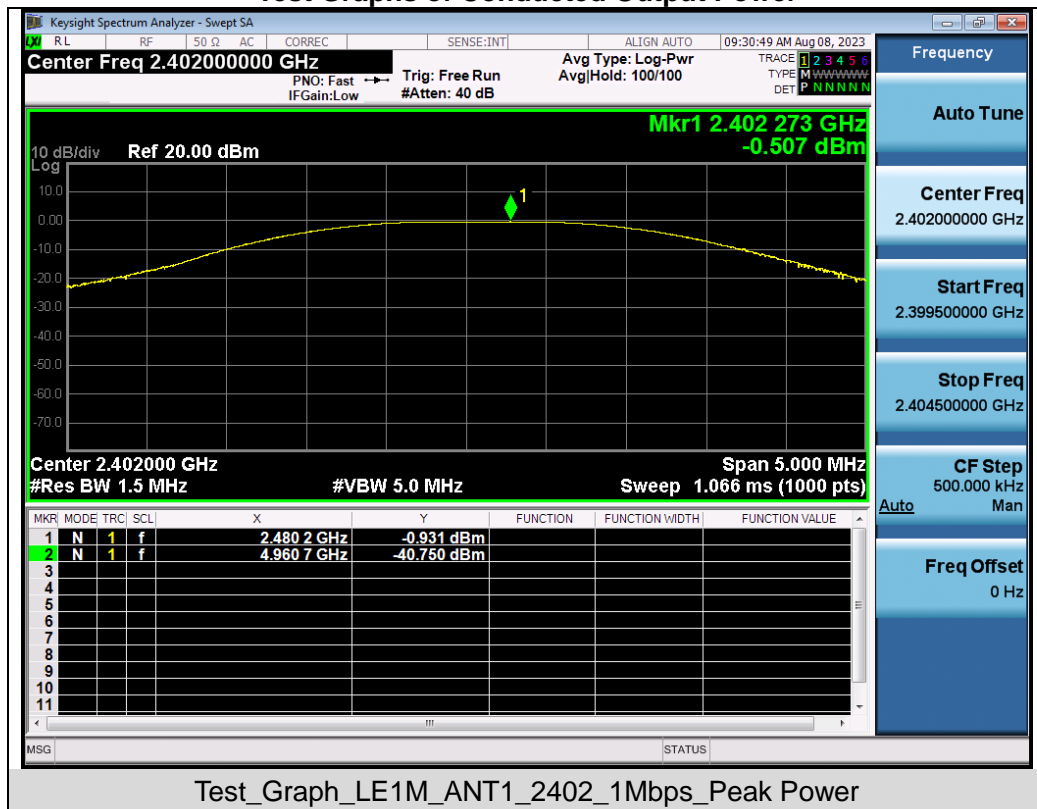 Test Graphs of Conducted Output Power
Keysight Spectrum Analyzer - Swept SA
LXI RL RF 50 Ω AC CORREC SENSE:INT ALIGN AUTO 09:30:49 AM Aug 08, 2023
Center Freq 2.402000000 GHz
PNO: Fast
IFGain:Low
Trig: Free Run
#Atten: 40 dB
Avg Type: Log-Pwr
Avg|Hold: 100/100
TRACE 1 2 3 4 5 6
TYPE M WWWWW
DET P N N N N N
Mkr1 2.402 273 GHz
-0.507 dBm
10 dB/div Ref 20.00 dBm
Log
10.0
0.00
-10.0
-20.0
-30.0
-40.0
-50.0
-60.0
-70.0
1
Center 2.402000 GHz Span 5.000 MHz
#Res BW 1.5 MHz #VBW 5.0 MHz Sweep 1.066 ms (1000 pts)
MKR MODE TRC SCL X Y FUNCTION FUNCTION WIDTH FUNCTION VALUE
1 N 1 f 2.480 2 GHz -0.931 dBm
2 N 1 f 4.960 7 GHz -40.750 dBm
3
4
5
6
7
8
9
10
11
MSG STATUS
Frequency
Auto Tune
Center Freq
2.402000000 GHz
Start Freq
2.399500000 GHz
Stop Freq
2.404500000 GHz
CF Step
500.000 kHz
Auto Man
Freq Offset
0 Hz
Test_Graph_LE1M_ANT1_2402_1Mbps_Peak Power